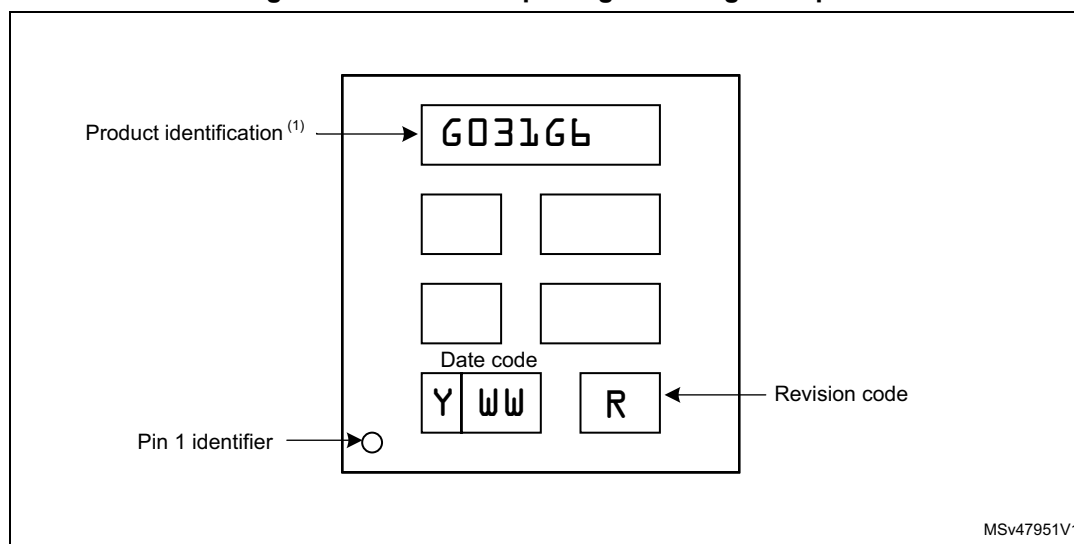 Product identification (1)
G031G6
Date code
Y WW
R
Revision code
Pin 1 identifier
MSv47951V1